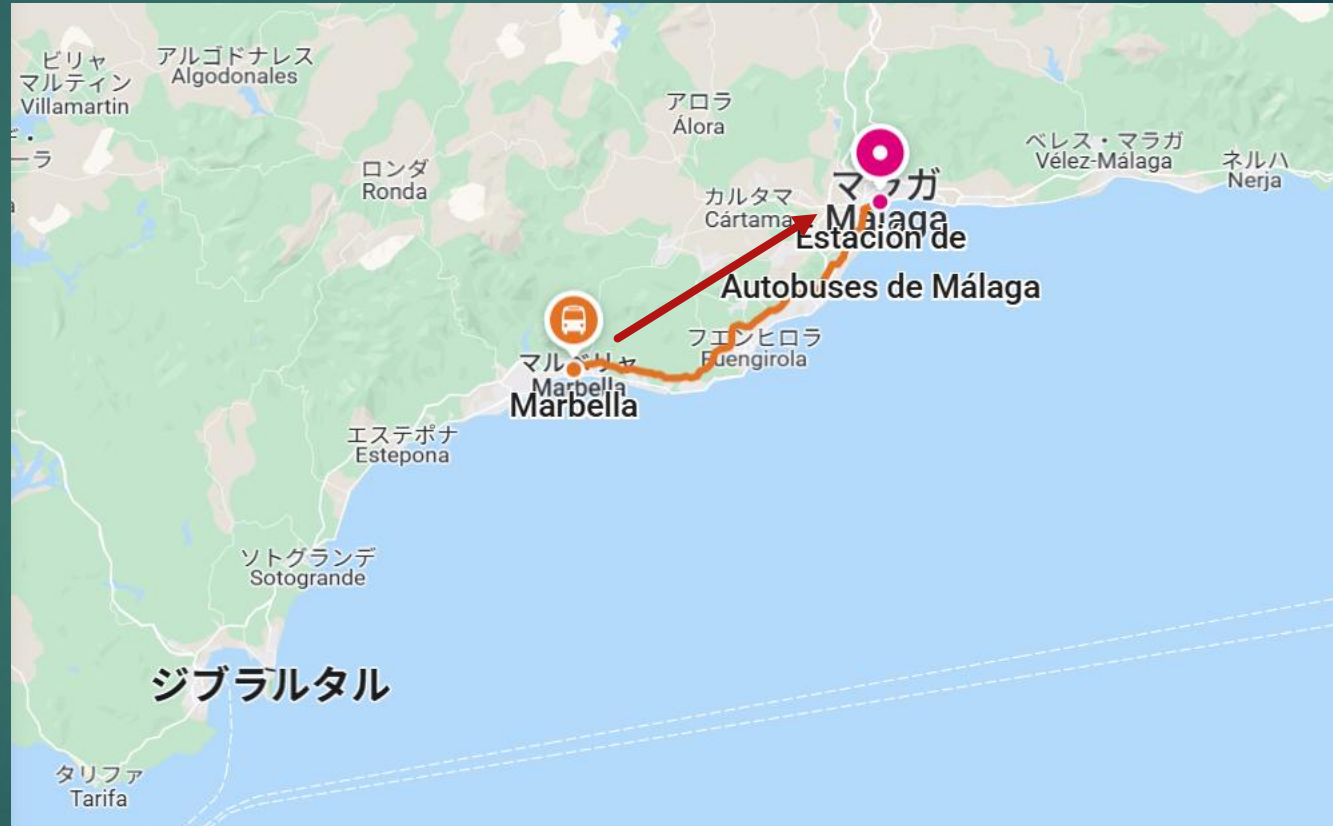 ビリャ
マルティン
Villamartin
アルゴドナレス
Algodonales
アロラ
Álora
ーラ
ロンダ
Ronda
カルタマ
Cártama
マラガ
Málaga
ベレス・マラガ
Vélez-Málaga
ネルハ
Nerja
Estación de
Autobuses de Málaga
フエンヒロラ
Fuengirola
マルベリャ
Marbella
Marbella
エステポナ
Estepona
ソトグランデ
Sotogrande
ジブラルタル
タリファ
Tarifa